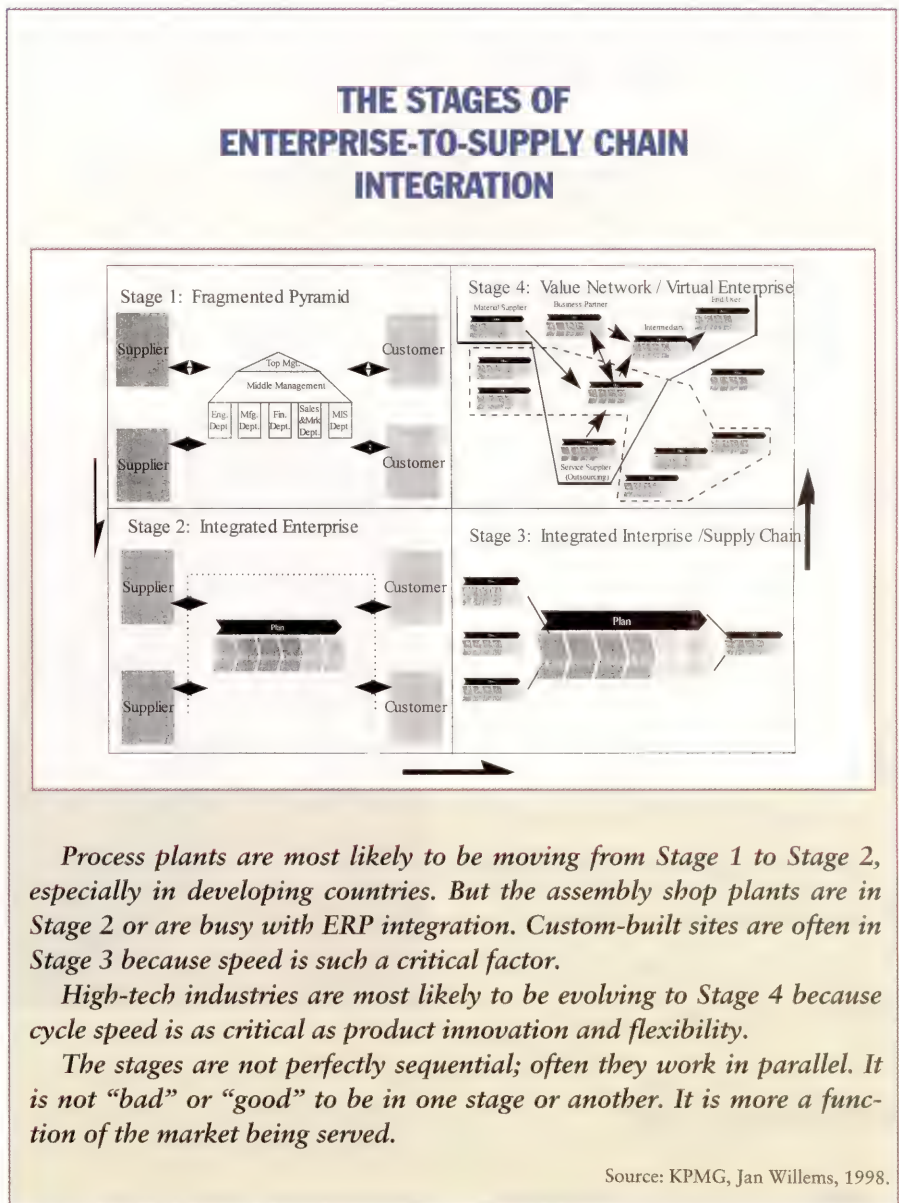 THE STAGES OF
ENTERPRISE-TO-SUPPLY CHAIN
INTEGRATION
Stage 1: Fragmented Pyramid
Supplier
Customer
Top Mgt.
Middle Management
Eng. Dept
Mfg. Dept.
Fin. Dept.
Sales &Mrk Dept.
MIS Dept
Supplier
Customer
Stage 4: Value Network / Virtual Enterprise
Material Supplier
Business Partner
End User
Intermediary
Service Supplier
(Outsourcing)
Stage 2: Integrated Enterprise
Supplier
Customer
Plan
Supplier
Customer
Stage 3: Integrated Interprise /Supply Chain
Plan
Process plants are most likely to be moving from Stage 1 to Stage 2,
especially in developing countries. But the assembly shop plants are in
Stage 2 or are busy with ERP integration. Custom-built sites are often in
Stage 3 because speed is such a critical factor.
High-tech industries are most likely to be evolving to Stage 4 because
cycle speed is as critical as product innovation and flexibility.
The stages are not perfectly sequential; often they work in parallel. It
is not “bad” or “good” to be in one stage or another. It is more a func-
tion of the market being served.
Source: KPMG, Jan Willems, 1998.